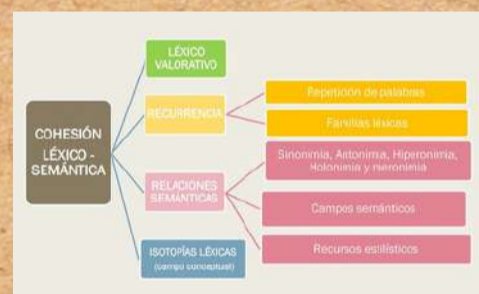 COHESIÓN
LÉXICO -
SEMÁNTICA
LÉXICO
VALORATIVO
RECURRENCIA
Repetición de palabras
Familias léxicas
RELACIONES
SEMÁNTICAS
Sinonimia, Antonimia, Hiperonimia,
Holonimia y meronimia
Campos semánticos
Recursos estilísticos
ISOTOPÍAS LÉXICAS
(campo conceptual)